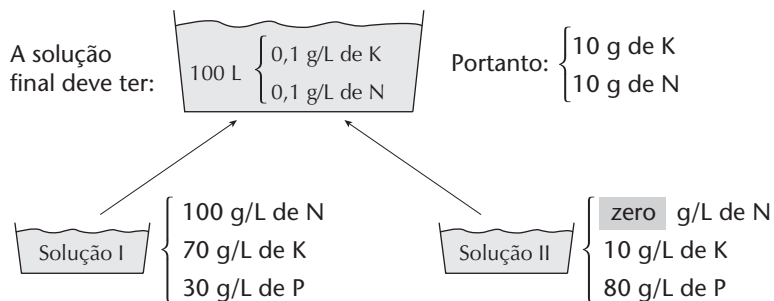 A solução
final deve ter:
100 L
0,1 g/L de K
0,1 g/L de N
Portanto:
10 g de K
10 g de N
Solução I
100 g/L de N
70 g/L de K
30 g/L de P
Solução II
zero g/L de N
10 g/L de K
80 g/L de P